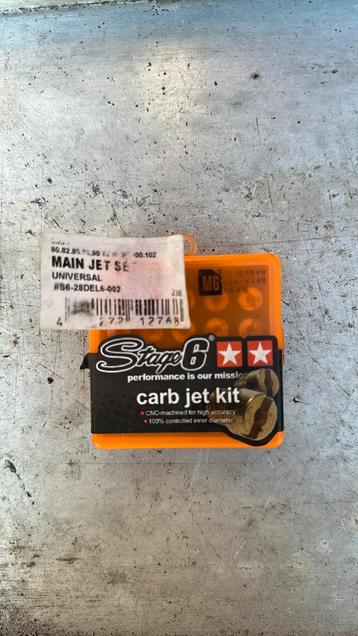 MAIN JET SE
UNIVERSAL
#S6-28DEL6-002
M6
Stage6
performance is our mission
carb jet kit
CNC-machined for high accuracy
100% controlled inner diameter